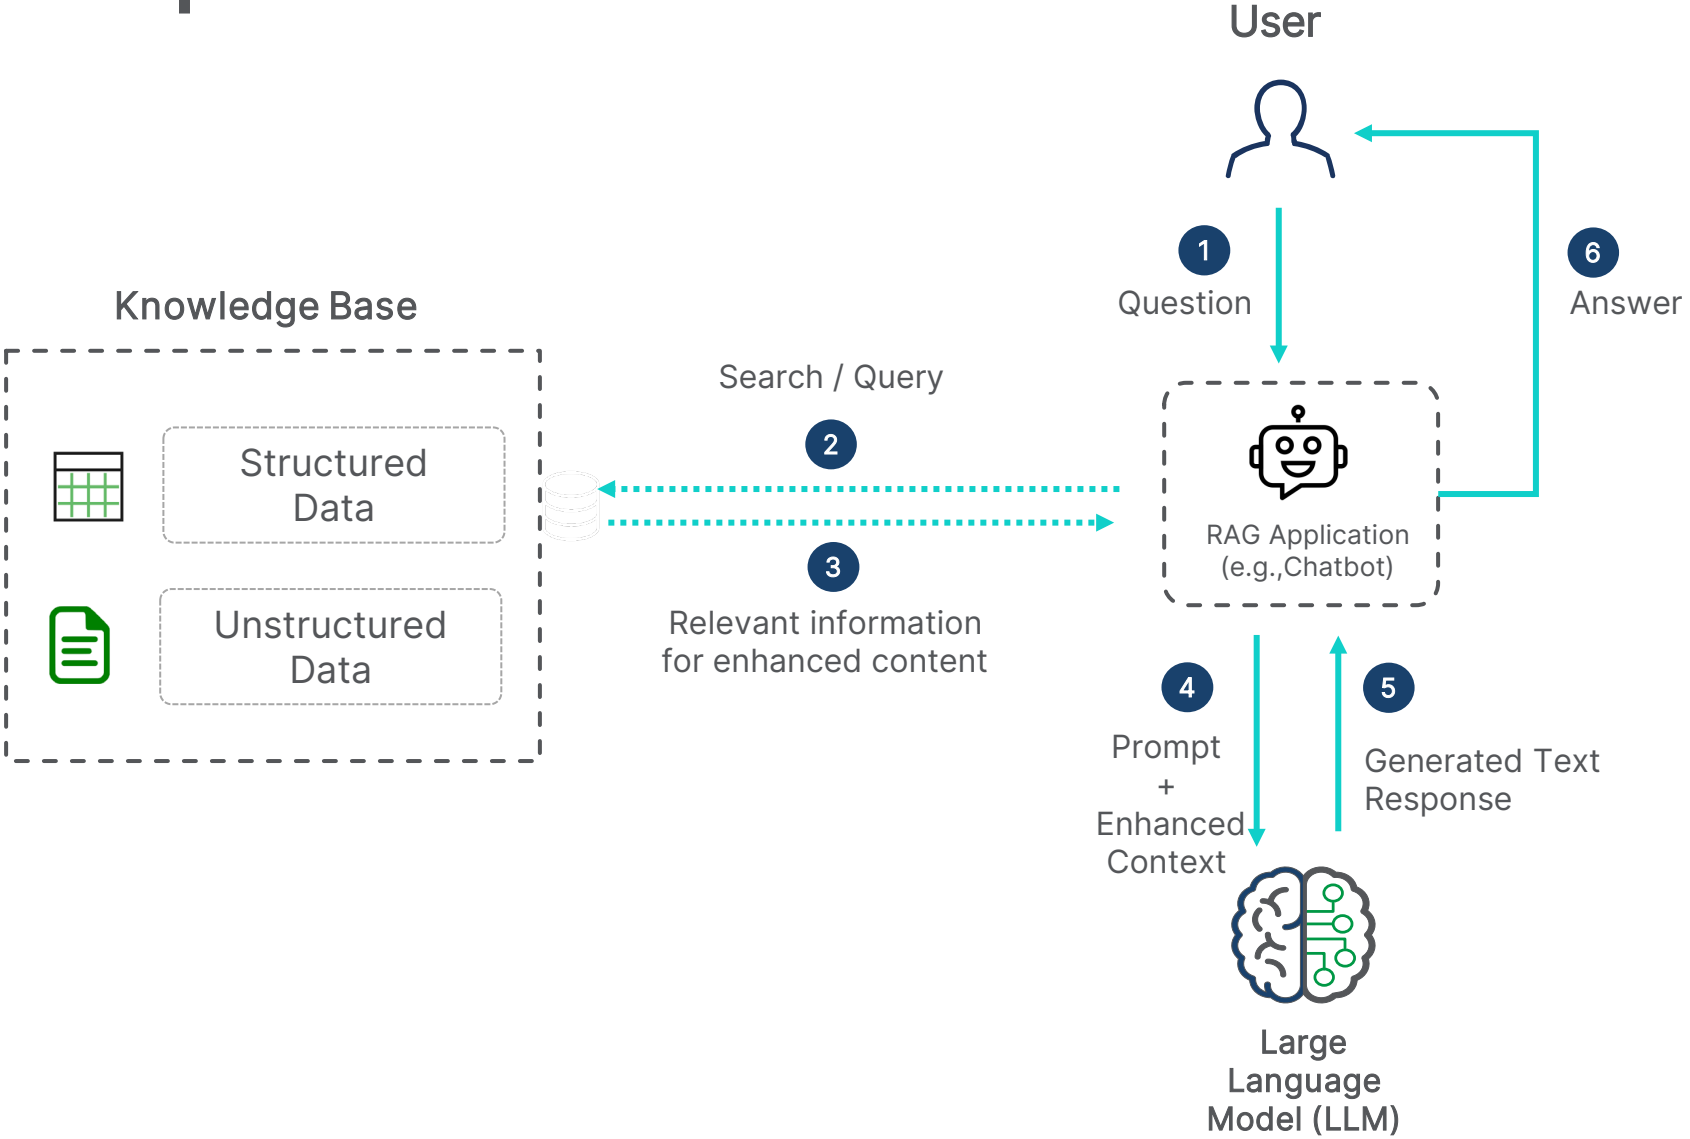 User
1
Question
6
Answer
Knowledge Base
Structured
Data
Unstructured
Data
Search / Query
2
3
Relevant information
for enhanced content
RAG Application
(e.g.,Chatbot)
4
Prompt
+
Enhanced
Context
5
Generated Text
Response
Large
Language
Model (LLM)